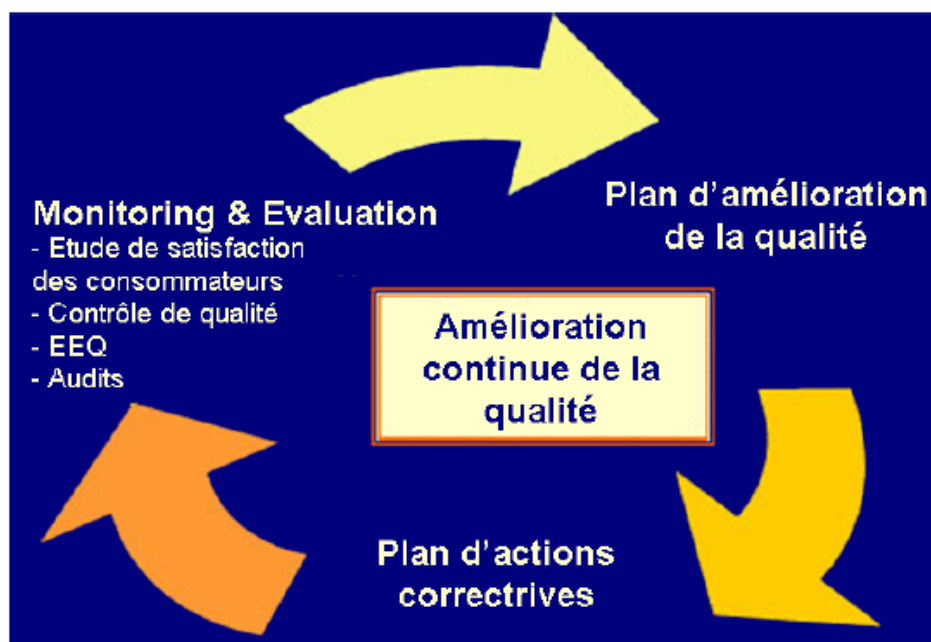 Monitoring & Evaluation
- Etude de satisfaction
des consommateurs
- Contrôle de qualité
- EEQ
- Audits
Plan d’amélioration
de la qualité
Amélioration
continue de la
qualité
Plan d’actions
correctrives